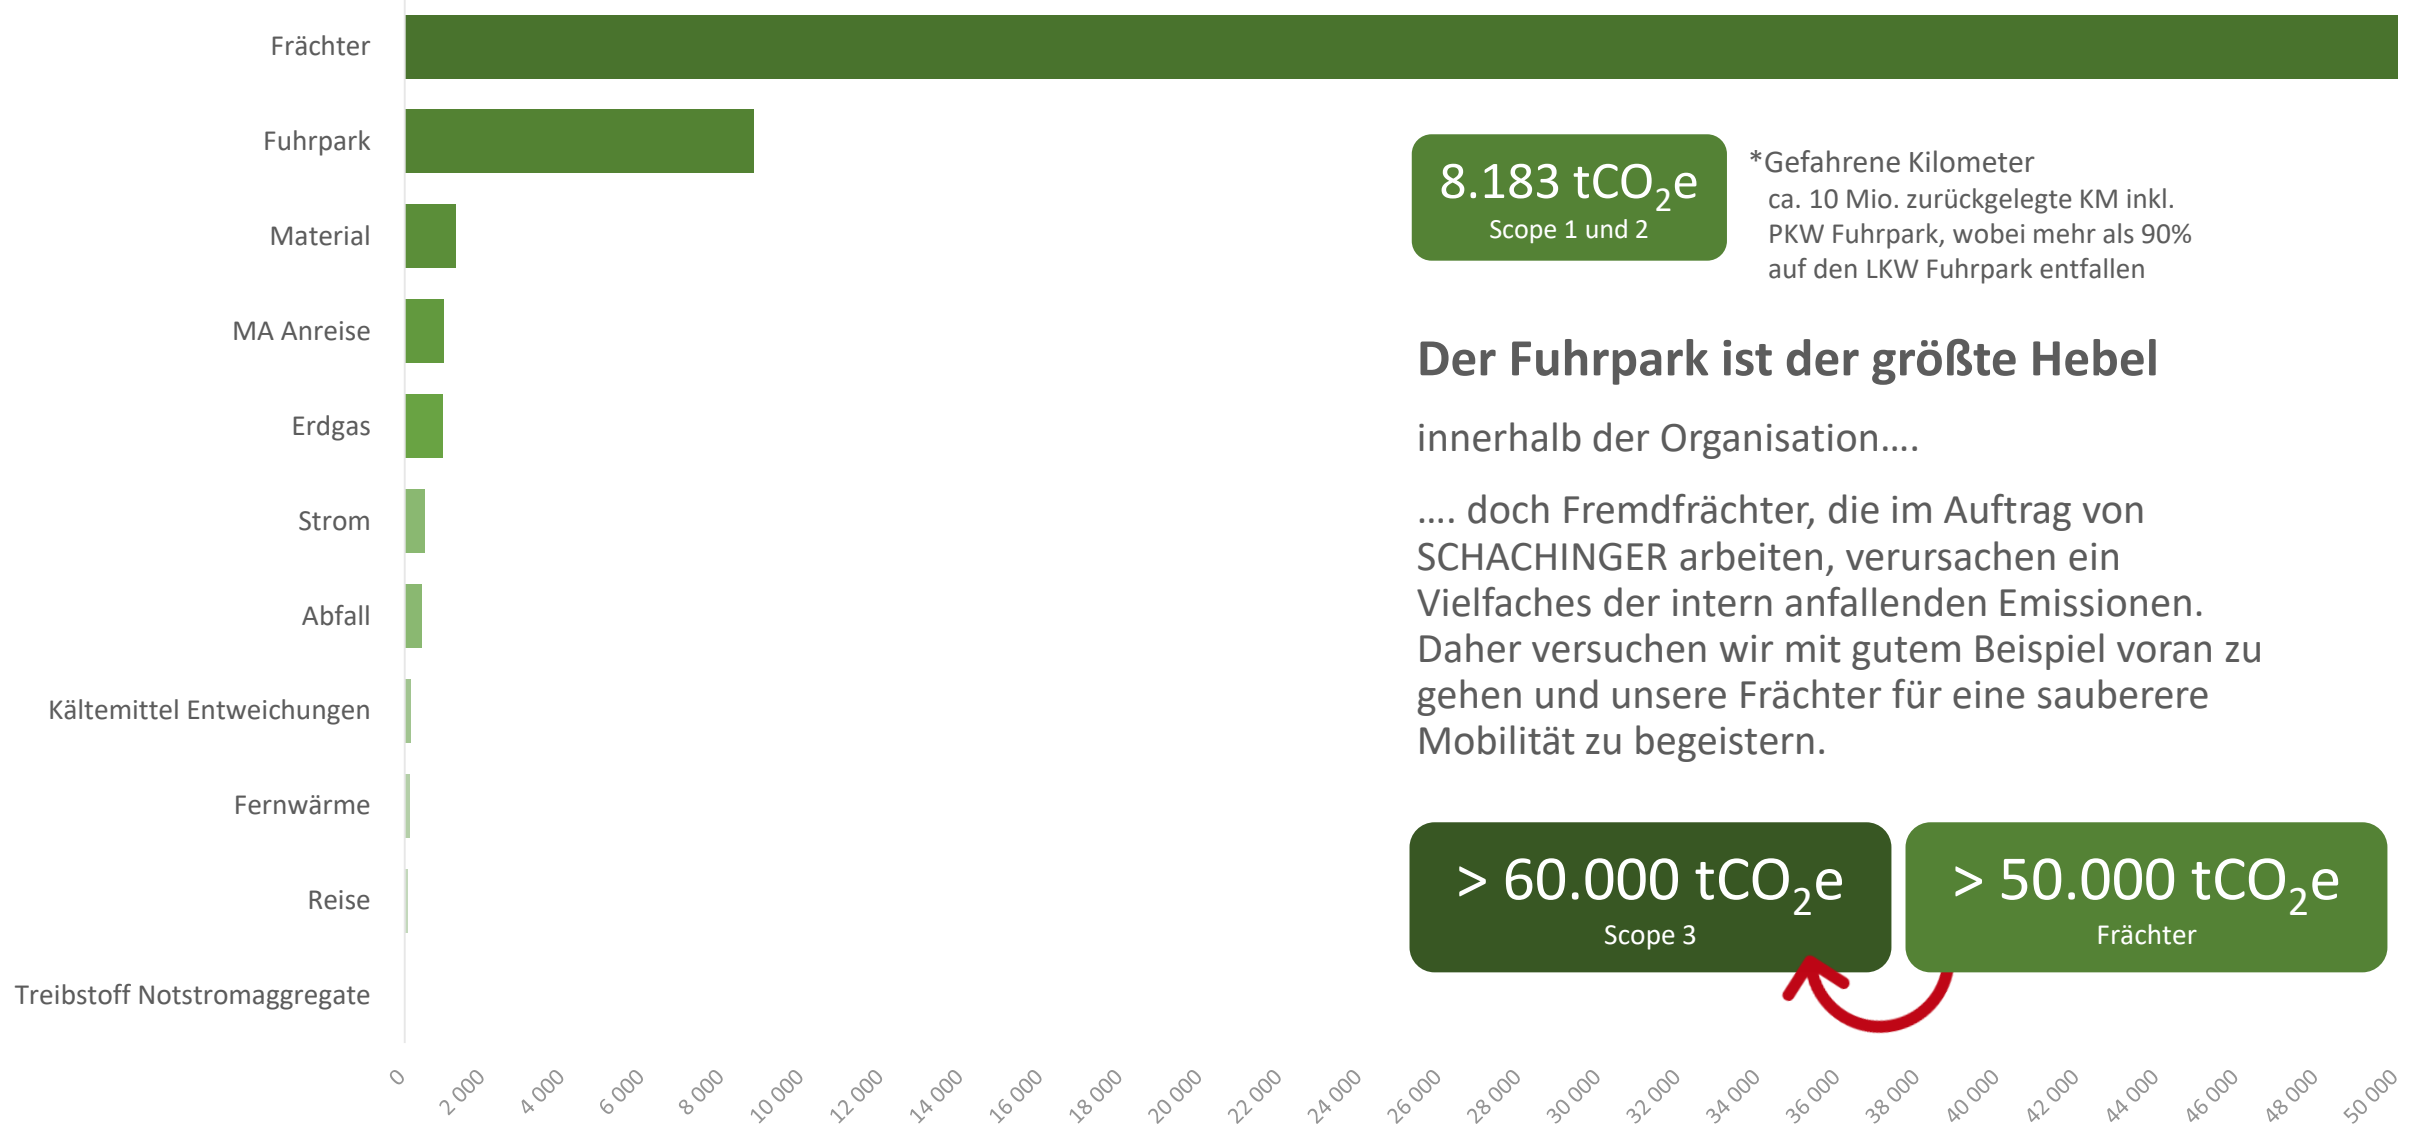 Frächter
Fuhrpark
Material
MA Anreise
Erdgas
Strom
Abfall
Kältemittel Entweichungen
Fernwärme
Reise
Treibstoff Notstromaggregate
0
2 000
4 000
6 000
8 000
10 000
12 000
14 000
16 000
18 000
20 000
22 000
24 000
26 000
28 000
30 000
32 000
34 000
36 000
38 000
40 000
42 000
44 000
46 000
48 000
50 000
8.183 tCO₂e
Scope 1 und 2
*Gefahrene Kilometer
ca. 10 Mio. zurückgelegte KM inkl.
PKW Fuhrpark, wobei mehr als 90%
auf den LKW Fuhrpark entfallen
Der Fuhrpark ist der größte Hebel
innerhalb der Organisation....
.... doch Fremdfrächter, die im Auftrag von
SCHACHINGER arbeiten, verursachen ein
Vielfaches der intern anfallenden Emissionen.
Daher versuchen wir mit gutem Beispiel voran zu
gehen und unsere Frächter für eine sauberere
Mobilität zu begeistern.
> 60.000 tCO₂e
Scope 3
> 50.000 tCO₂e
Frächter